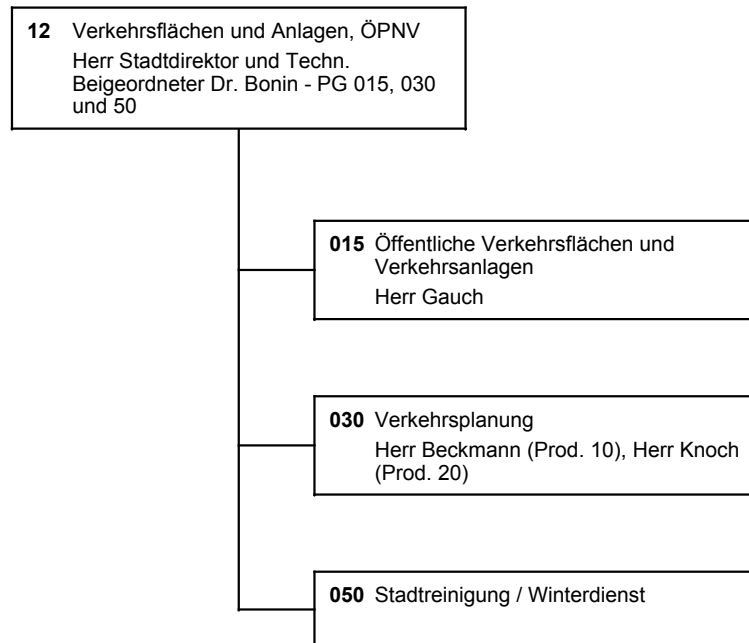 12 Verkehrsflächen und Anlagen, ÖPNV
Herr Stadtdirektor und Techn.
Beigeordneter Dr. Bonin - PG 015, 030
und 50
015 Öffentliche Verkehrsflächen und
Verkehrsanlagen
Herr Gauch
030 Verkehrsplanung
Herr Beckmann (Prod. 10), Herr Knoch
(Prod. 20)
050 Stadtreinigung / Winterdienst